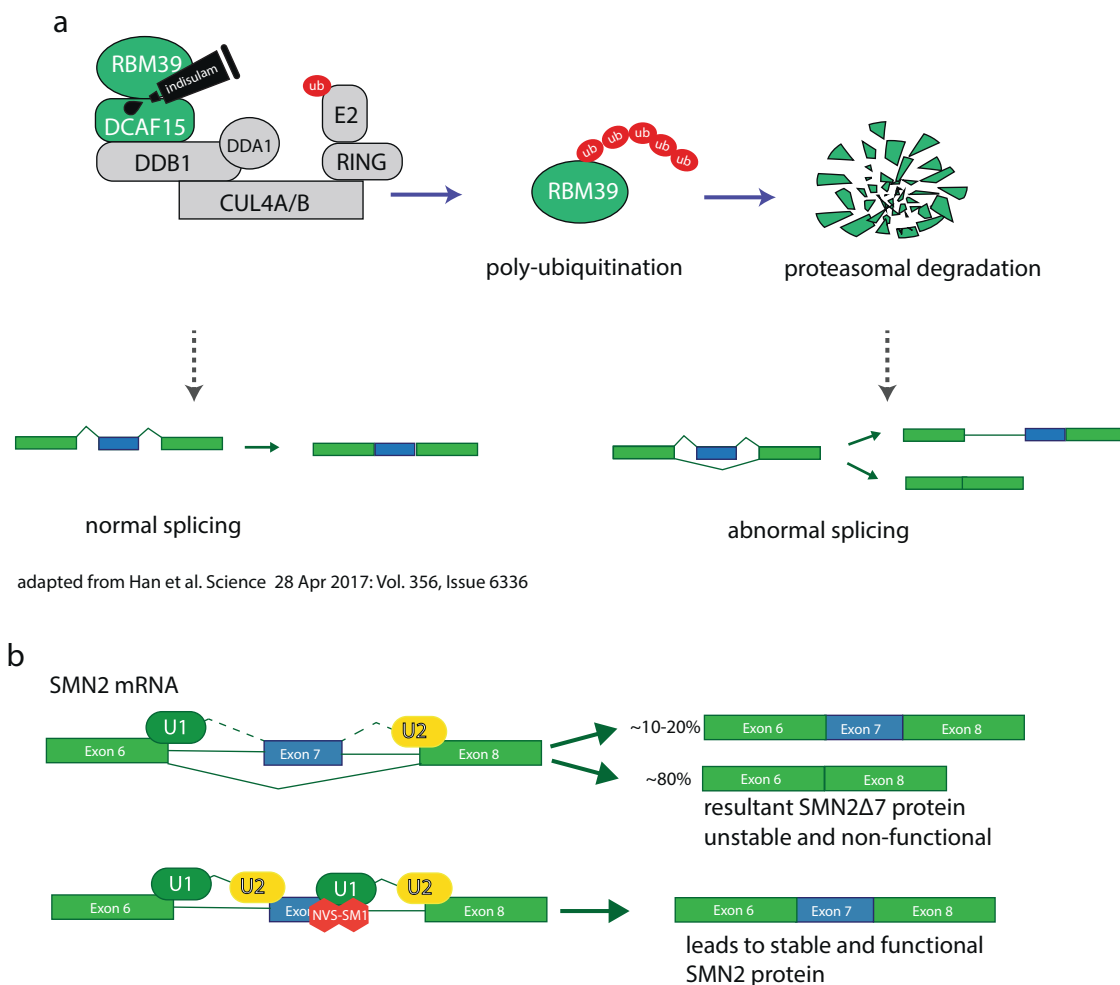 a
RBM39
indisulam
DCAF15
DDB1
DDA1
CUL4A/B
ub
E2
RING
RBM39
ub
ub
ub
ub
ub
poly-ubiquitination
proteasomal degradation
normal splicing
abnormal splicing
adapted from Han et al. Science 28 Apr 2017: Vol. 356, Issue 6336
b
SMN2 mRNA
U1
U2
Exon 6
Exon 7
Exon 8
~10-20%
Exon 6
Exon 7
Exon 8
~80%
Exon 6
Exon 8
resultant SMN2Δ7 protein
unstable and non-functional
U1
U2
U1
U2
Exon 6
Exo
NVS-SM1
Exon 8
Exon 6
Exon 7
Exon 8
leads to stable and functional
SMN2 protein